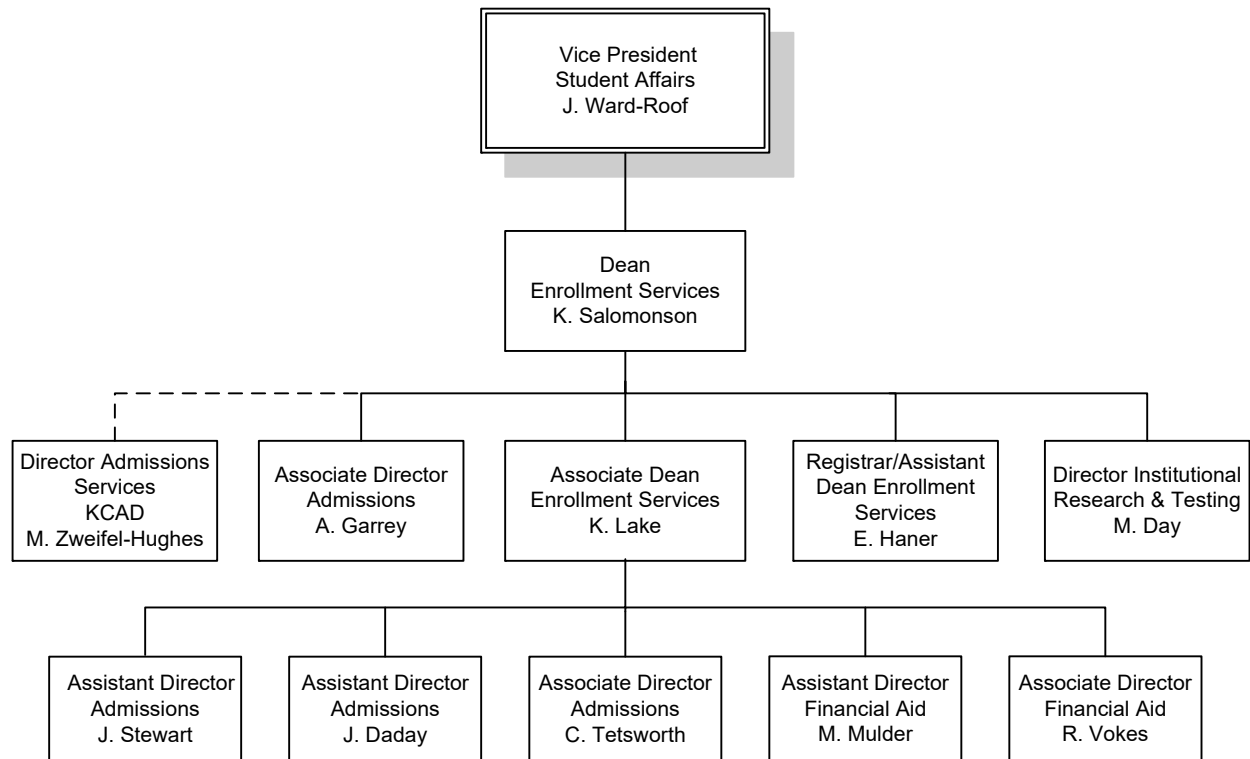 Vice President
Student Affairs
J. Ward-Roof
Dean
Enrollment Services
K. Salomonson
Director Admissions
Services
KCAD
M. Zweifel-Hughes
Associate Director
Admissions
A. Garrey
Associate Dean
Enrollment Services
K. Lake
Registrar/Assistant
Dean Enrollment
Services
E. Haner
Director Institutional
Research & Testing
M. Day
Assistant Director
Admissions
J. Stewart
Assistant Director
Admissions
J. Daday
Associate Director
Admissions
C. Tetsworth
Assistant Director
Financial Aid
M. Mulder
Associate Director
Financial Aid
R. Vokes